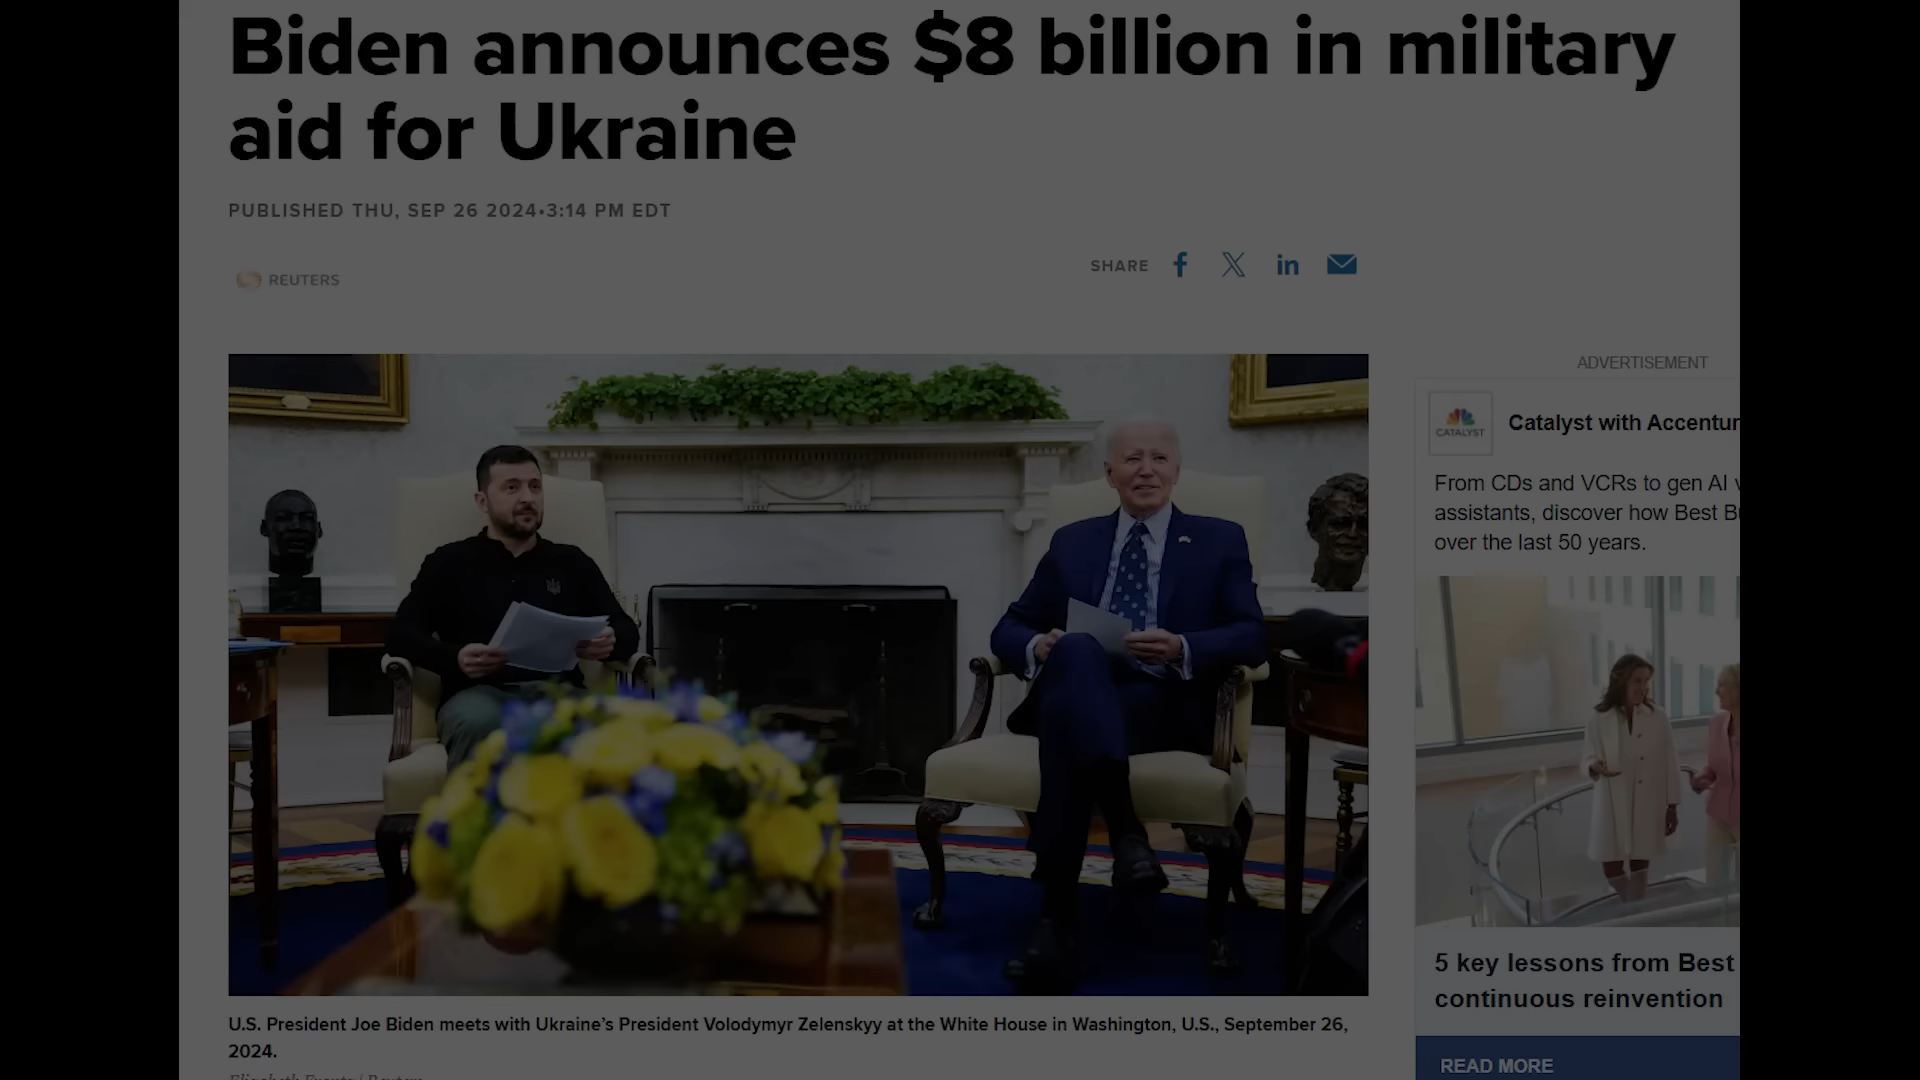 Biden announces $8 billion in military
aid for Ukraine
PUBLISHED THU, SEP 26 2024•3:14 PM EDT
REUTERS
SHARE
ADVERTISEMENT
CATALYST
Catalyst with Accentur
From CDs and VCRs to gen AI
assistants, discover how Best B
over the last 50 years.
5 key lessons from Best
continuous reinvention
READ MORE
U.S. President Joe Biden meets with Ukraine’s President Volodymyr Zelenskyy at the White House in Washington, U.S., September 26,
2024.